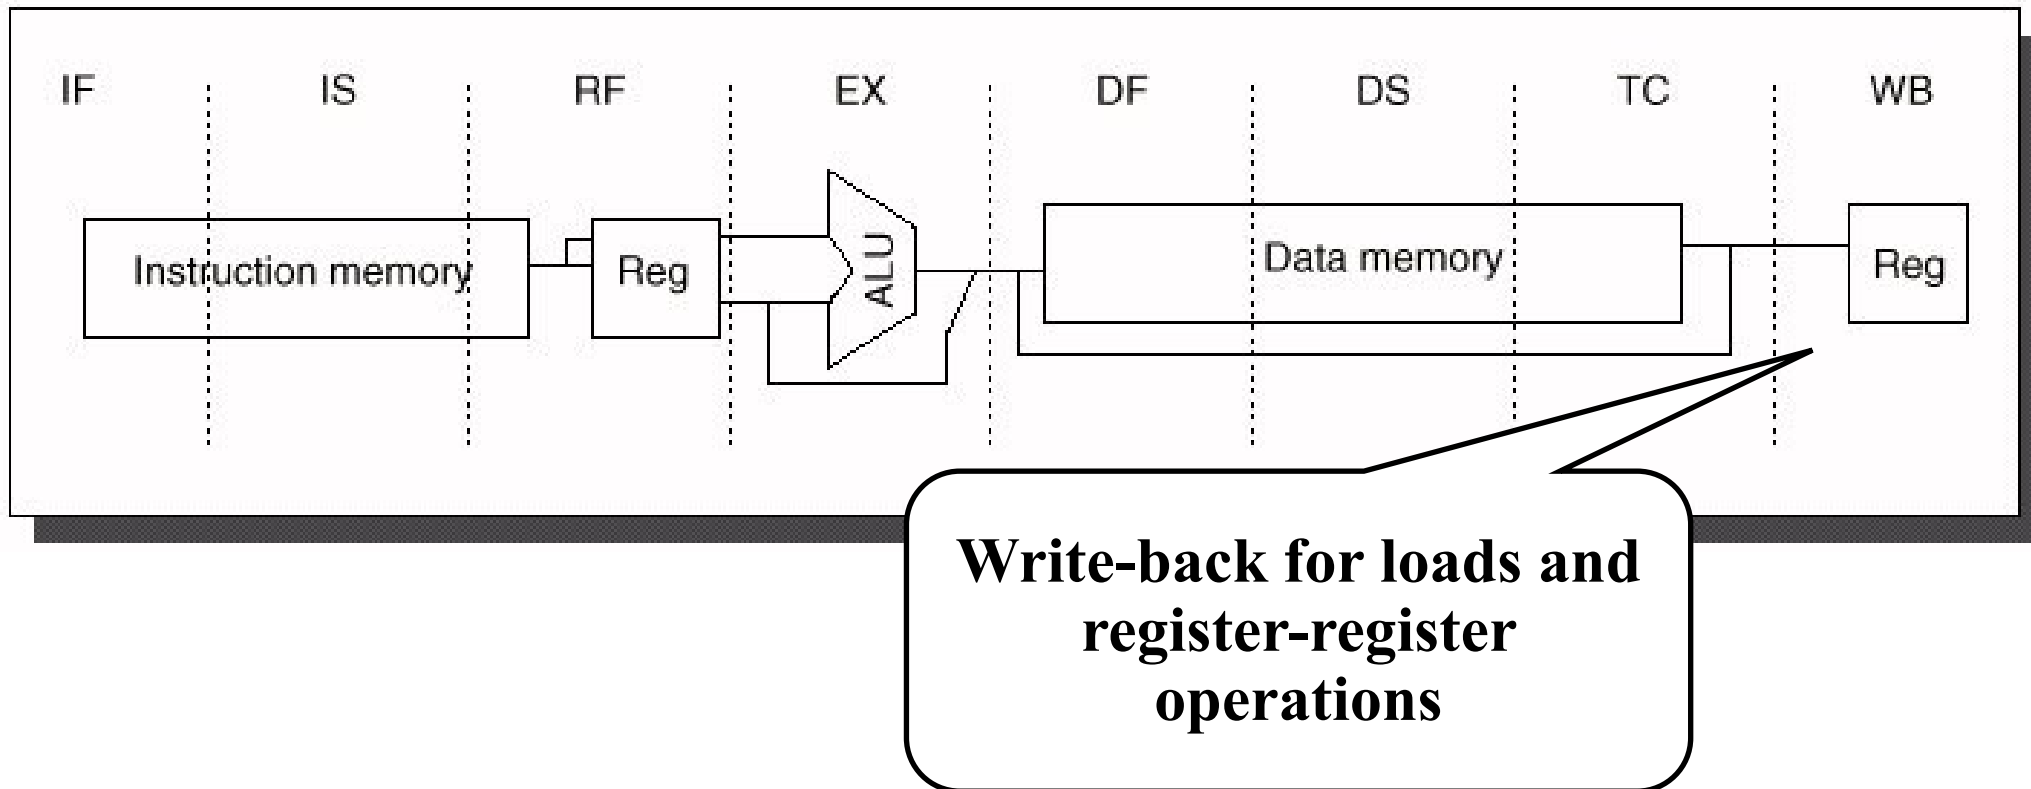 IF IS RF EX DF DS TC WB
Instruction memory Reg ALU Data memory Reg
Write-back for loads and
register-register
operations